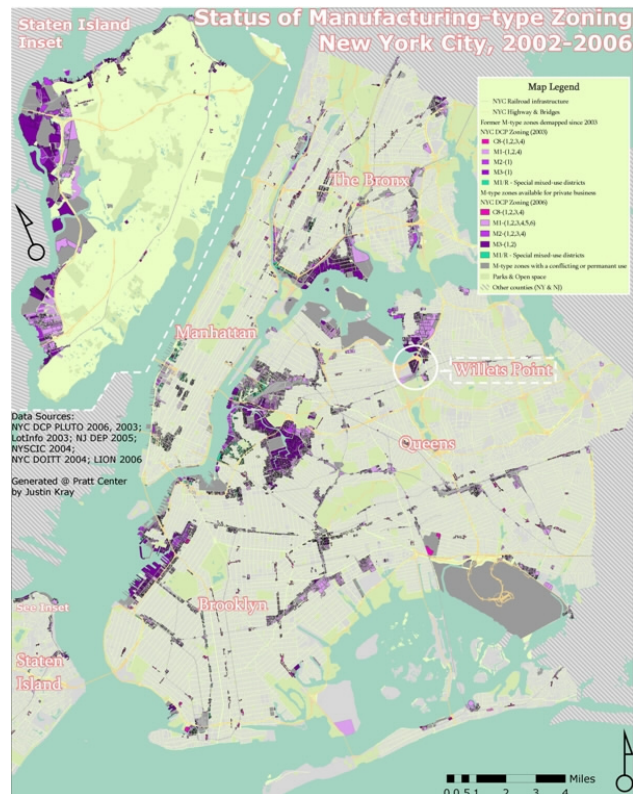 Staten Island
Inset
Status of Manufacturing-type Zoning
New York City, 2002-2006
Map Legend
NYC Railroad infrastructure
NYC Highway & Bridges
Former M-type zones demapped since 2003
NYC DCP Zoning (2003)
C8-(1,2,3,4)
M1-(1,2,4)
M2-(1)
M3-(1)
M1/R - Special mixed-use districts
M-type zones available for private business
NYC DCP Zoning (2006)
C8-(1,2,3,4)
M1-(1,2,3,4,5,6)
M2-(1,2,3,4)
M3-(1,2)
M1/R - Special mixed-use districts
M-type zones with a conflicting or permanant use
Parks & Open space
Other counties (NY & NJ)
The Bronx
Manhattan
Willets Point
Queens
Data Sources:
NYC DCP PLUTO 2006, 2003;
LotInfo 2003; NJ DEP 2005;
NYSCIC 2004;
NYC DOITT 2004; LION 2006
Generated @ Pratt Center
by Justin Kray
Brooklyn
See Inset
Staten
Island
Miles
0 0.5 1 2 3 4